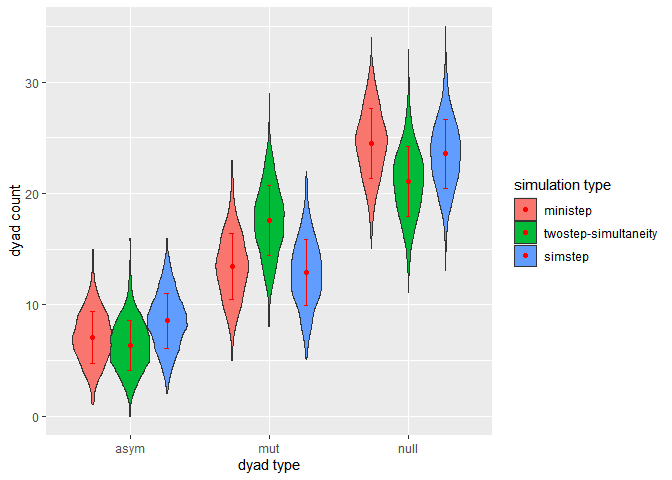 30
20
10
0
dyad count
asym mut null
dyad type
simulation type
ministep
twostep-simultaneity
simstep